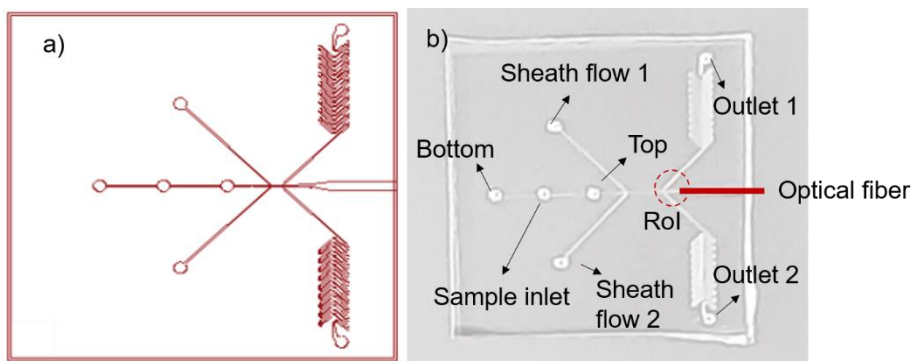 a)
b)
Sheath flow 1
Outlet 1
Bottom
Top
Optical fiber
RoI
Sample inlet
Sheath
flow 2
Outlet 2